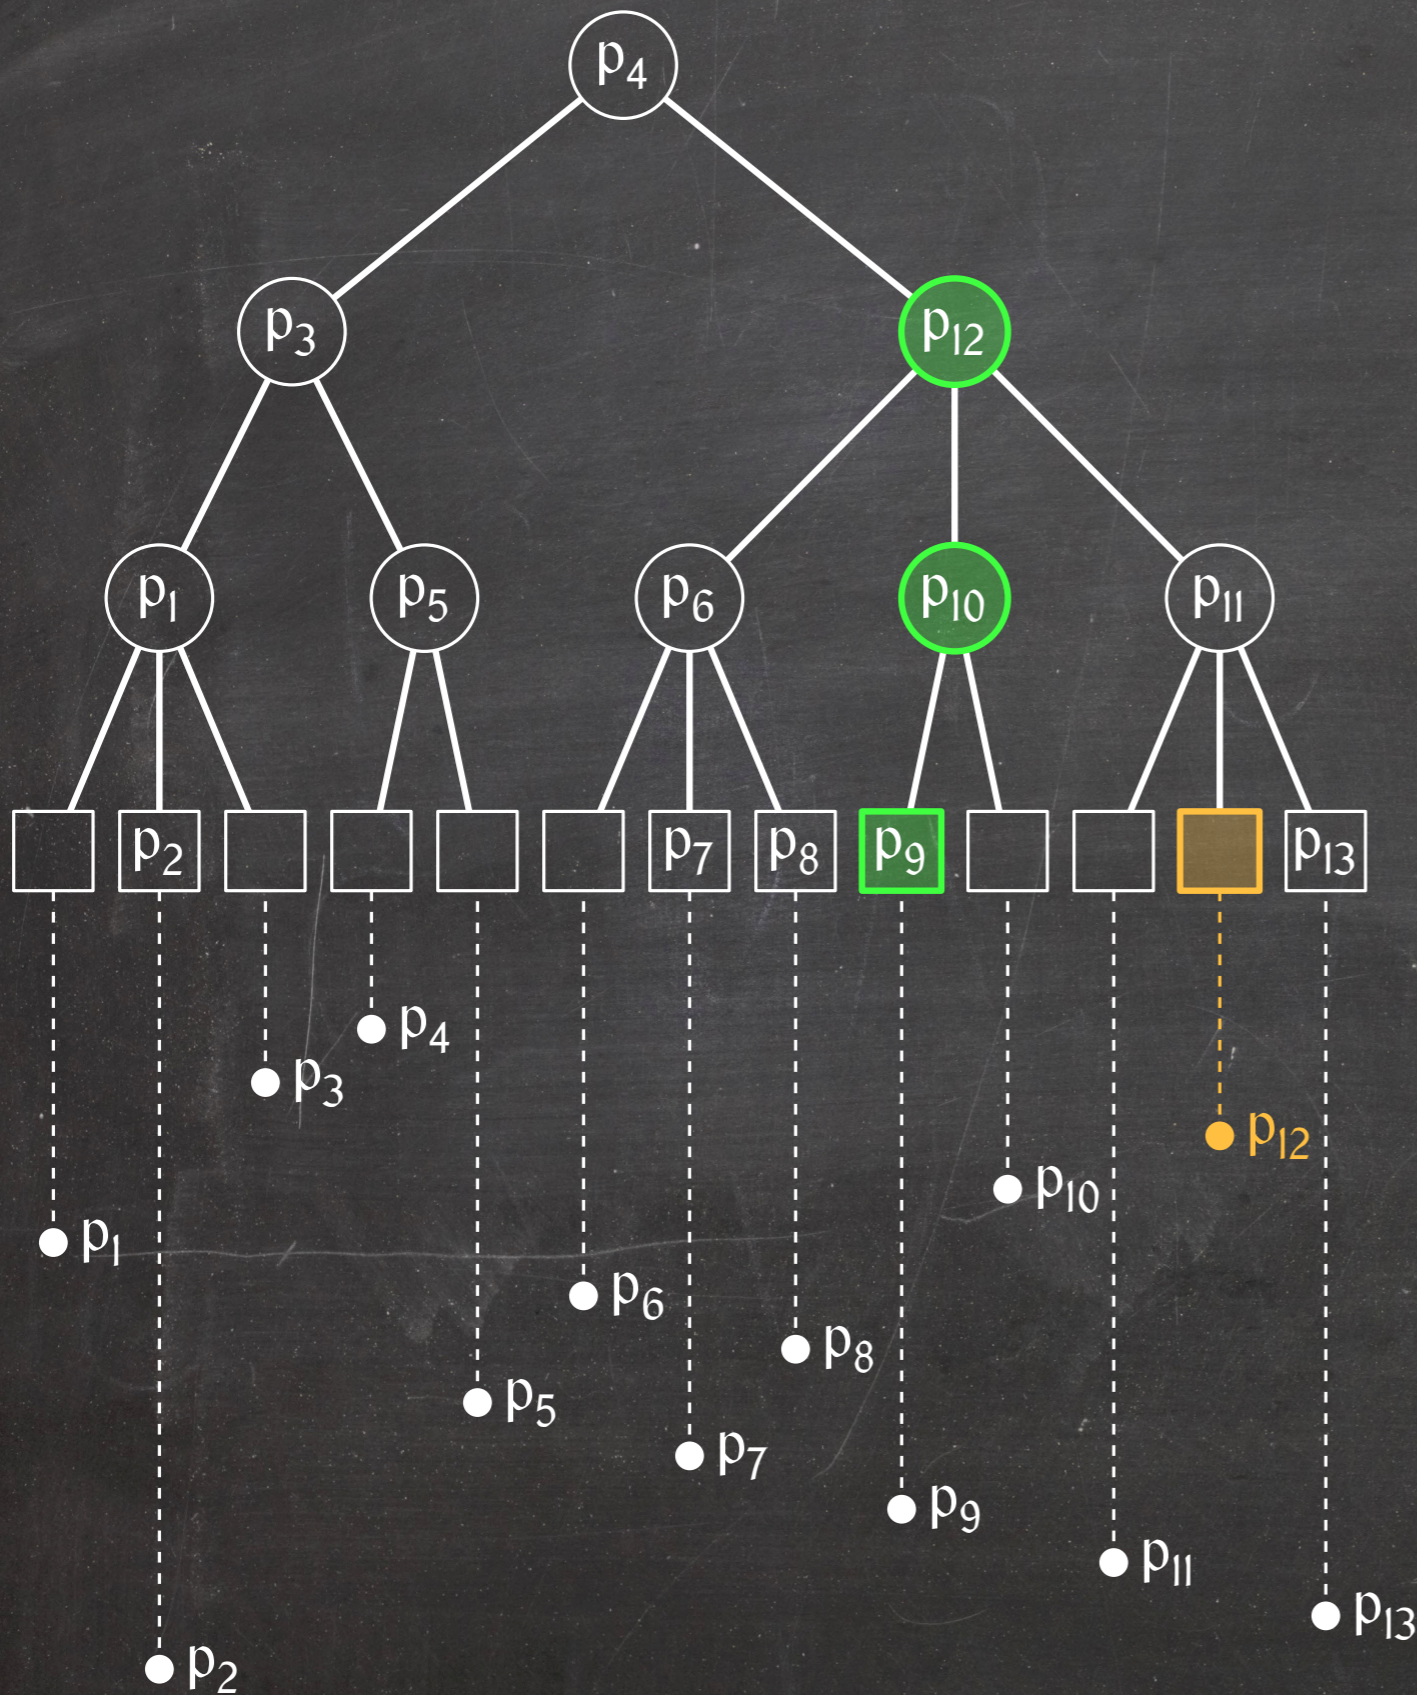 p₄
p₃ p₁₂
p₁ p₅ p₆ p₁₀ p₁₁
p₂ p₇ p₈ p₉ p₁₃
p₄
p₃
p₁₂
p₁₀
p₁
p₆
p₈
p₅
p₇
p₉
p₁₁
p₁₃
p₂